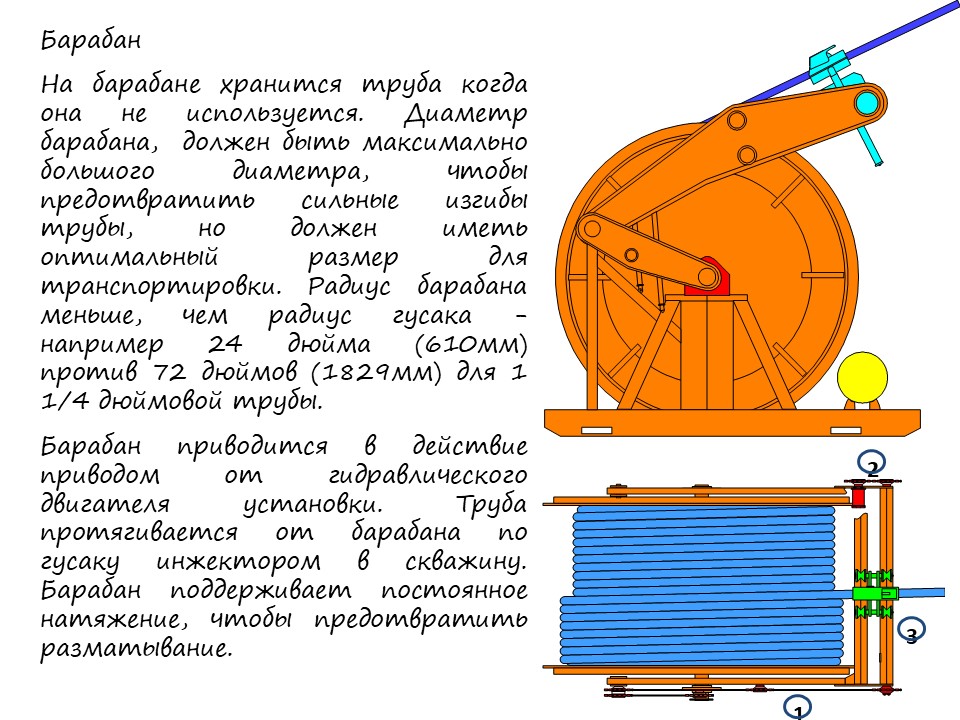 Барабан
На барабане хранится труба когда
она не используется. Диаметр
барабана, должен быть максимально
большого диаметра, чтобы
предотвратить сильные изгибы
трубы, но должен иметь
оптимальный размер для
транспортировки. Радиус барабана
меньше, чем радиус гусака -
например 24 дюйма (610мм)
против 72 дюймов (1829мм) для 1
1/4 дюймовой трубы.
Барабан приводится в действие
приводом от гидравлического
двигателя установки. Труба
протягивается от барабана по
гусаку инжектором в скважину.
Барабан поддерживает постоянное
натяжение, чтобы предотвратить
разматывание.
2
3
1